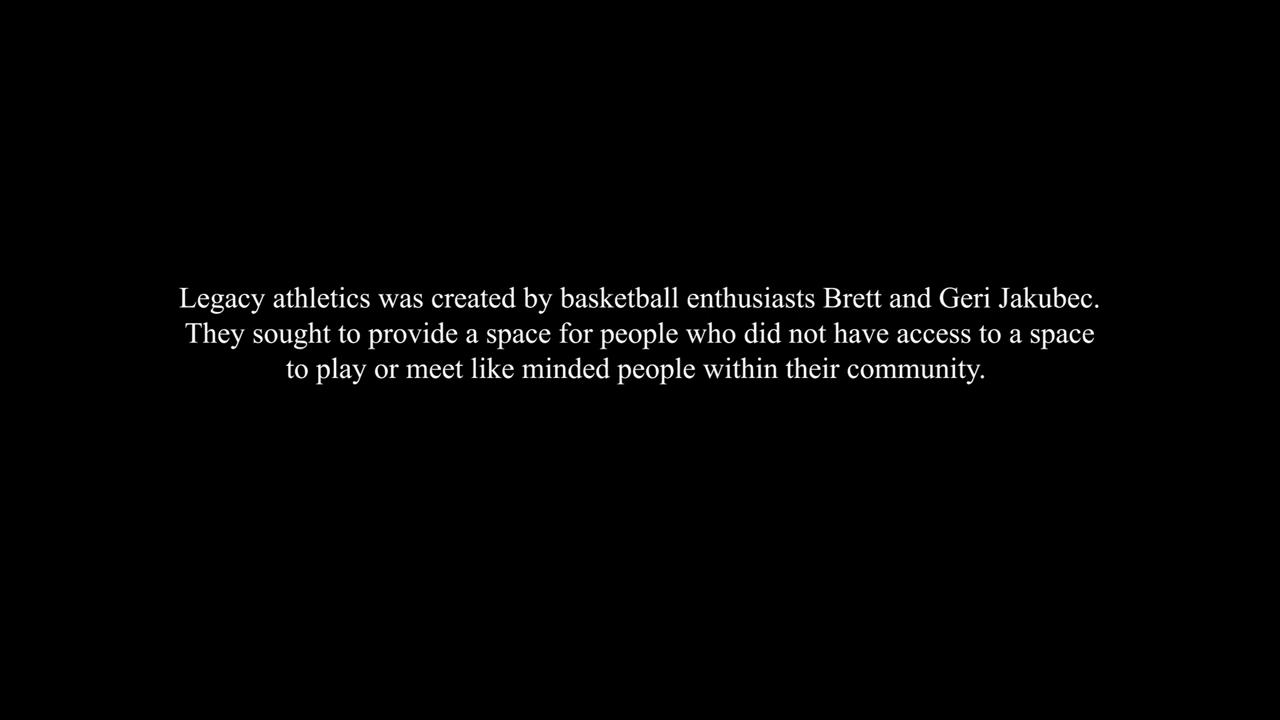 Legacy athletics was created by basketball enthusiasts Brett and Geri Jakubec.
They sought to provide a space for people who did not have access to a space
to play or meet like minded people within their community.